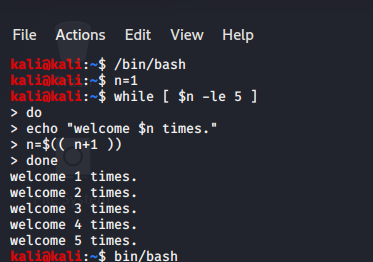 File Actions Edit View Help
kali@kali:~$ /bin/bash
kali@kali:~$ n=1
kali@kali:~$ while [ $n -le 5 ]
> do
> echo "welcome $n times."
> n=$(( n+1 ))
> done
welcome 1 times.
welcome 2 times.
welcome 3 times.
welcome 4 times.
welcome 5 times.
kali@kali:~$ bin/bash